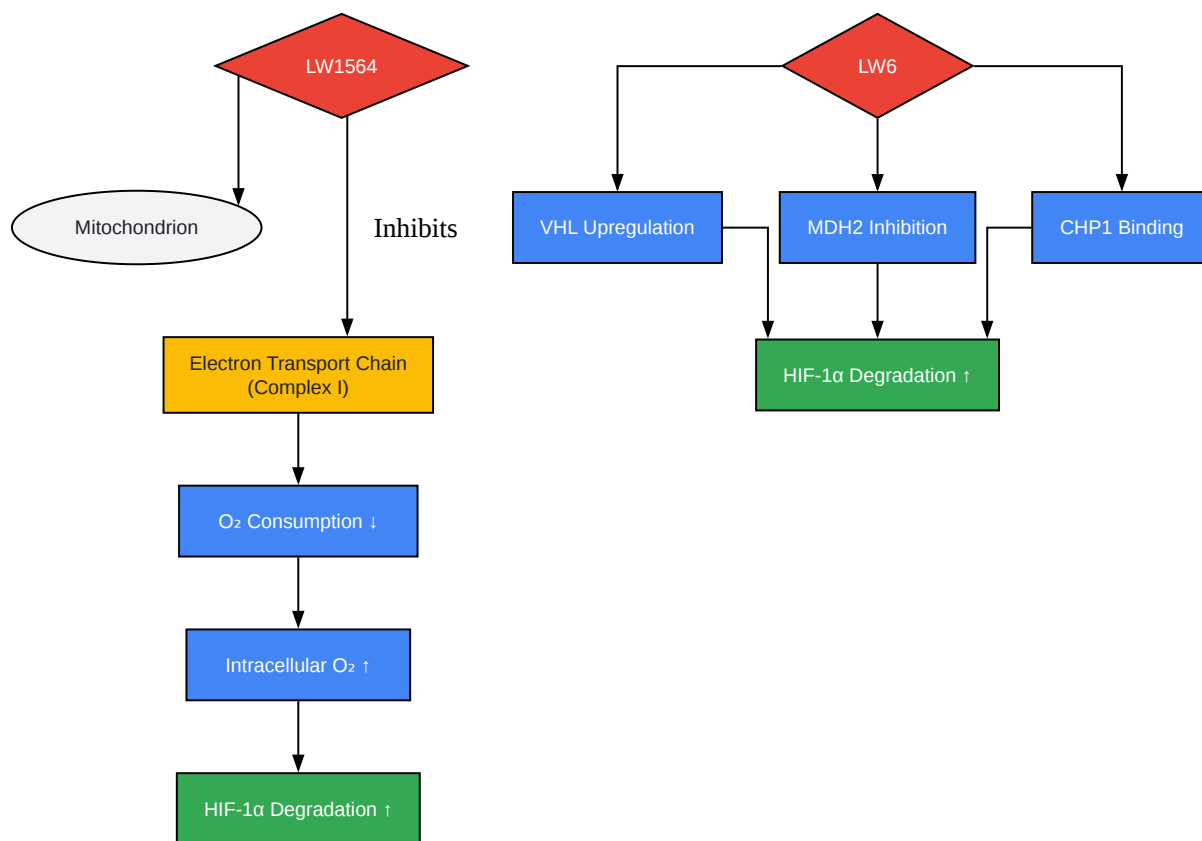 LW1564
LW6
Mitochondrion
Inhibits
VHL Upregulation
MDH2 Inhibition
CHP1 Binding
Electron Transport Chain
(Complex I)
HIF-1α Degradation ↑
O₂ Consumption ↓
Intracellular O₂ ↑
HIF-1α Degradation ↑